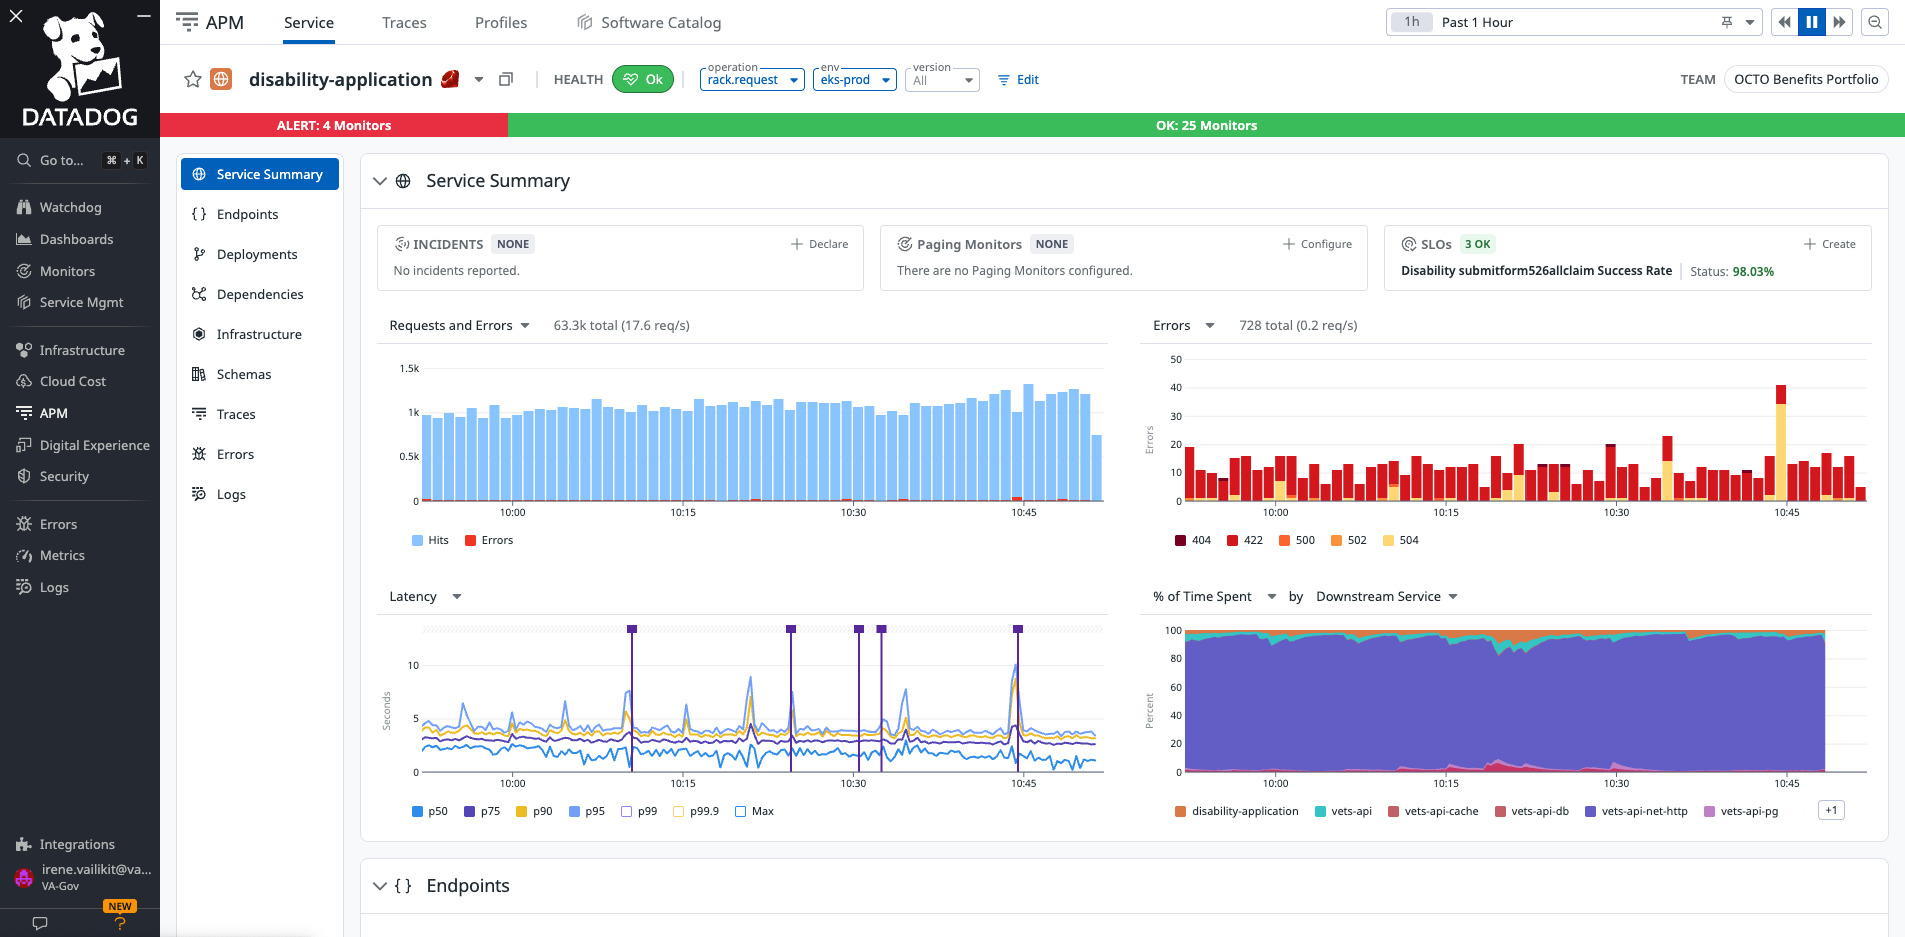 DATADOG
Go to... ⌘ + K
Watchdog
Dashboards
Monitors
Service Mgmt
Infrastructure
Cloud Cost
APM
Digital Experience
Security
Errors
Metrics
Logs
Integrations
irene.vailikit@va...
VA-Gov
NEW
?
APM Service Traces Profiles Software Catalog
1h Past 1 Hour
disability-application HEALTH Ok
operation
rack.request
env
eks-prod
version
All
Edit
TEAM OCTO Benefits Portfolio
ALERT: 4 Monitors OK: 25 Monitors
Service Summary
Endpoints
Deployments
Dependencies
Infrastructure
Schemas
Traces
Errors
Logs
Service Summary
INCIDENTS NONE + Declare
No incidents reported.
Paging Monitors NONE + Configure
There are no Paging Monitors configured.
SLOs 3 OK + Create
Disability submitform526allclaim Success Rate Status: 98.03%
Requests and Errors 63.3k total (17.6 req/s)
1.5k
1k
0.5k
0
10:00 10:15 10:30 10:45
Hits Errors
Errors 728 total (0.2 req/s)
Errors
50
40
30
20
10
0
10:00 10:15 10:30 10:45
404 422 500 502 504
Latency
Seconds
10
5
0
10:00 10:15 10:30 10:45
p50 p75 p90 p95 p99 p99.9 Max
% of Time Spent by Downstream Service
Percent
100
80
60
40
20
0
10:00 10:15 10:30 10:45
disability-application vets-api vets-api-cache vets-api-db vets-api-net-http vets-api-pg +1
{ } Endpoints